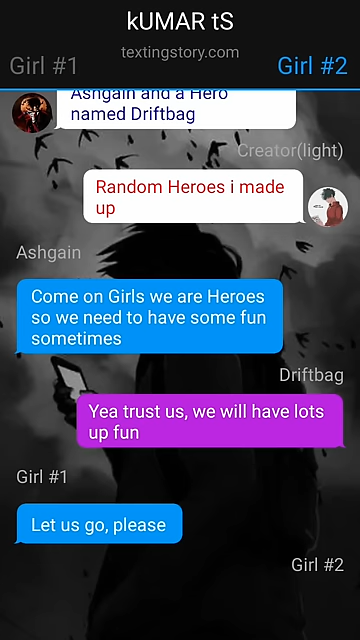 kUMAR tS
textingstory.com
Girl #1
Girl #2
Ashgain and a Hero
named Driftbag
Creator(light)
Random Heroes i made
up
Ashgain
Come on Girls we are Heroes
so we need to have some fun
sometimes
Driftbag
Yea trust us, we will have lots
up fun
Girl #1
Let us go, please
Girl #2